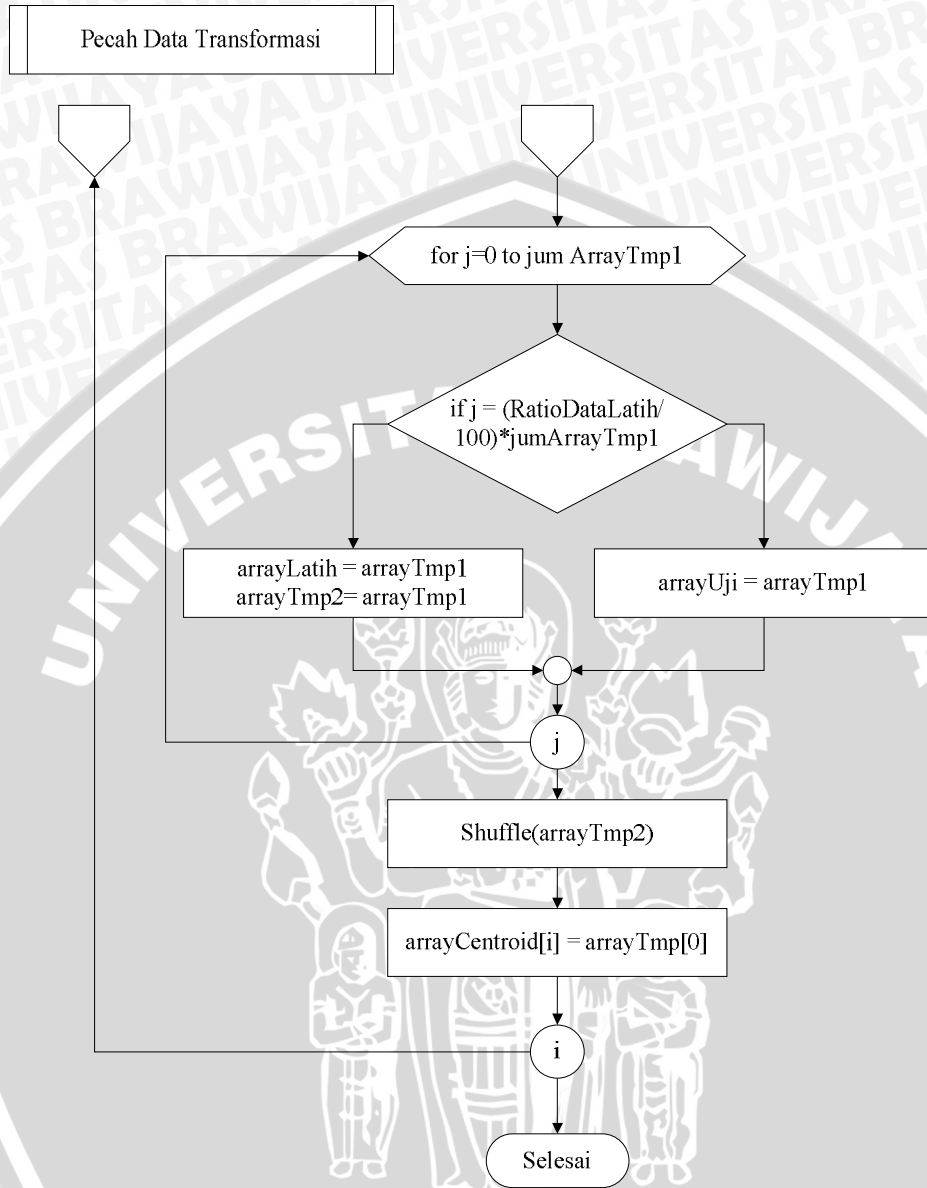 Pecah Data Transformasi
for j=0 to jum ArrayTmp1
if j = (RatioDataLatih/
100)*jumArrayTmp1
arrayLatih = arrayTmp1
arrayTmp2= arrayTmp1
arrayUji = arrayTmp1
j
Shuffle(arrayTmp2)
arrayCentroid[i] = arrayTmp[0]
i
Selesai